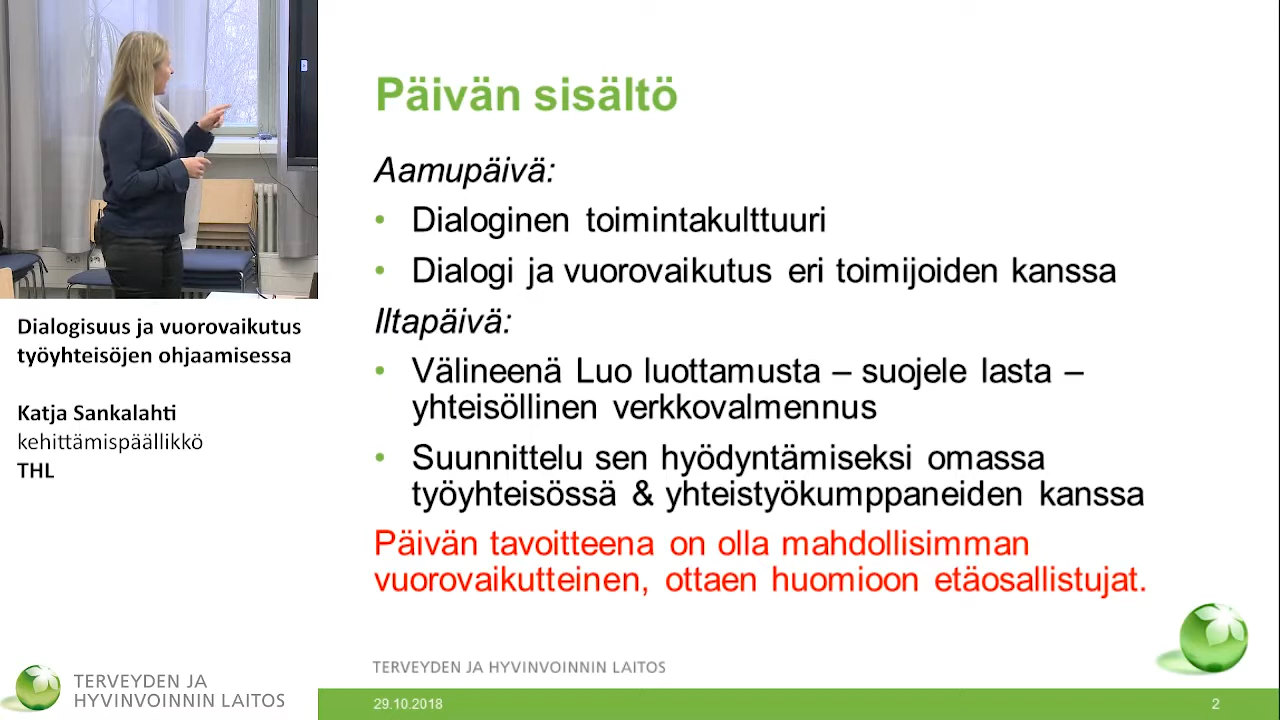 Päivän sisältö
Aamupäivä:
• Dialoginen toimintakulttuuri
• Dialogi ja vuorovaikutus eri toimijoiden kanssa
Iltapäivä:
• Välineenä Luo luottamusta – suojele lasta –
yhteisöllinen verkkovalmennus
• Suunnittelu sen hyödyntämiseksi omassa
työyhteisössä & yhteistyökumppaneiden kanssa
Päivän tavoitteena on olla mahdollisimman
vuorovaikutteinen, ottaen huomioon etäosallistujat.
TERVEYDEN JA HYVINVOINNIN LAITOS
29.10.2018
2
Dialogisuus ja vuorovaikutus
työyhteisöjen ohjaamisessa
Katja Sankalahti
kehittämispäällikkö
THL
TERVEYDEN JA
HYVINVOINNIN LAITOS